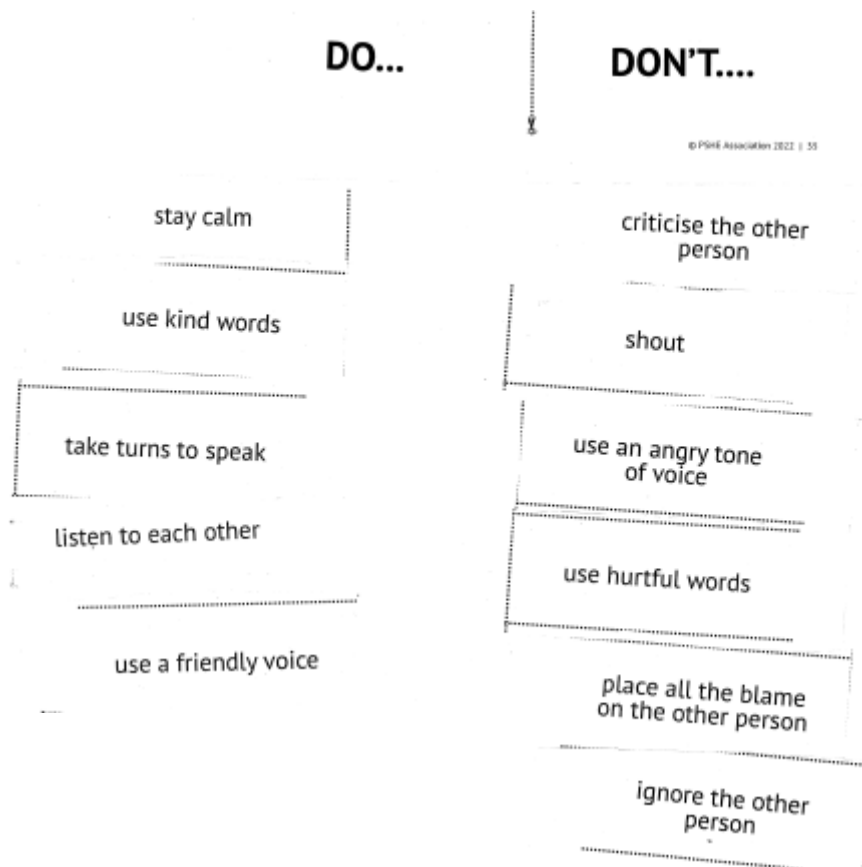 DO...
DON'T....
© PSHE Association 2022 | 38
stay calm
use kind words
take turns to speak
listen to each other
use a friendly voice
criticise the other
person
shout
use an angry tone
of voice
use hurtful words
place all the blame
on the other person
ignore the other
person